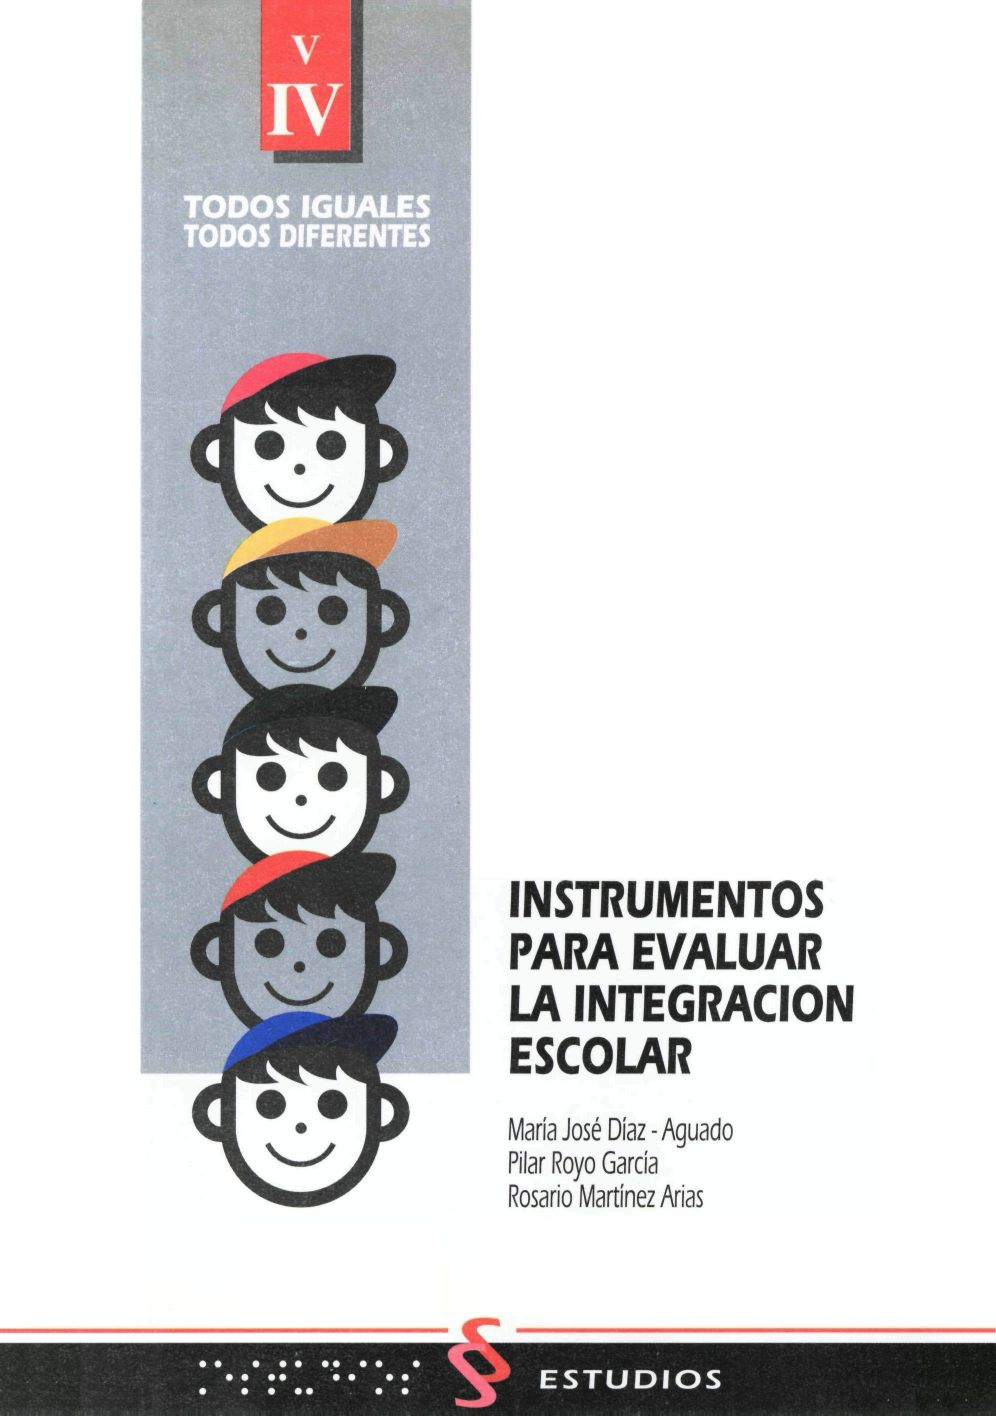 V
IV
TODOS IGUALES
TODOS DIFERENTES
INSTRUMENTOS
PARA EVALUAR
LA INTEGRACION
ESCOLAR
María José Díaz - Aguado
Pilar Royo García
Rosario Martínez Arias
ESTUDIOS